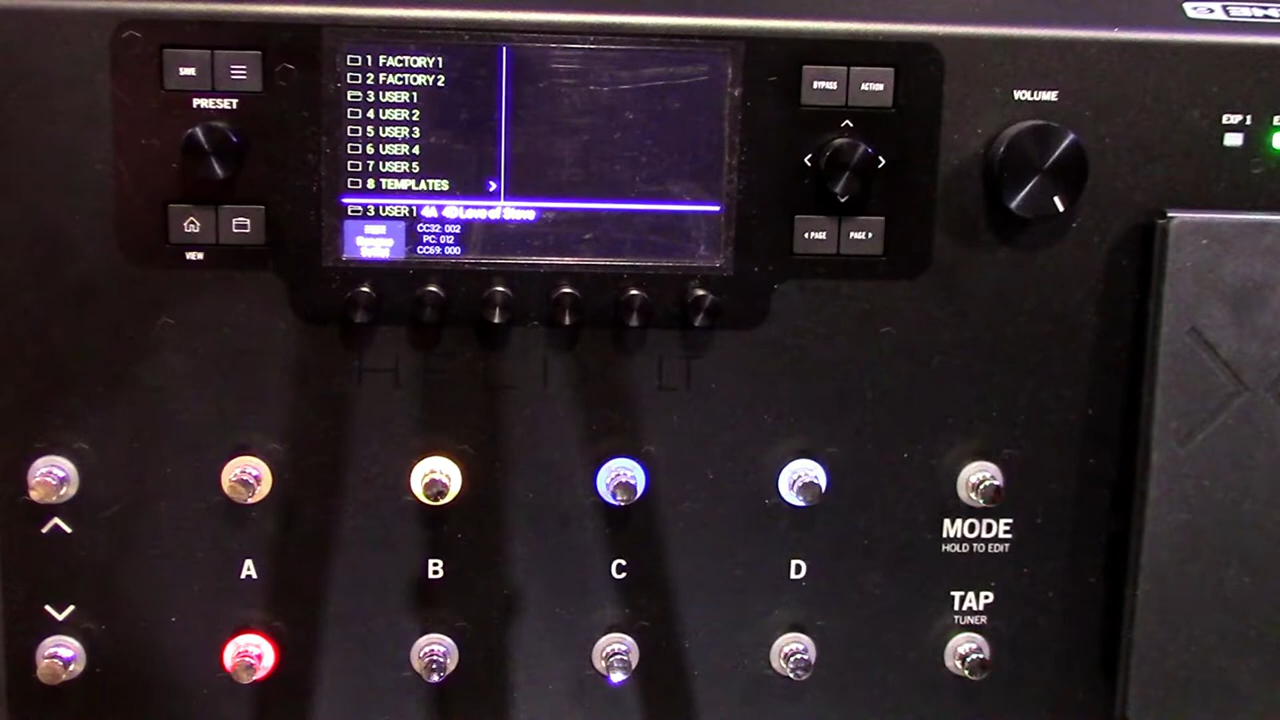 SAVE
PRESET
VIEW
1 FACTORY 1
2 FACTORY 2
3 USER 1
4 USER 2
5 USER 3
6 USER 4
7 USER 5
8 TEMPLATES >
3 USER 1 4A 4D Love of Steve
CC32: 002
PC: 012
CC69: 000
BYPASS ACTION
< PAGE PAGE >
VOLUME
EXP 1
MODE
HOLD TO EDIT
A B C D
TAP
TUNER